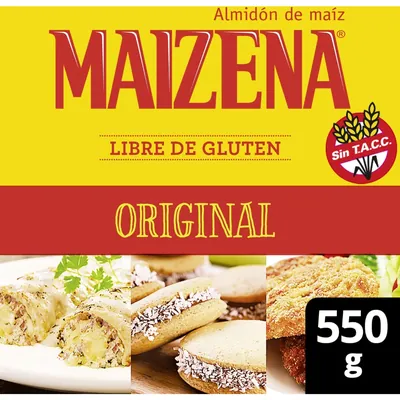 Almidón de maíz
MAIZENA®
LIBRE DE GLUTEN
Sin T.A.C.C.
ORIGINAL
550
g